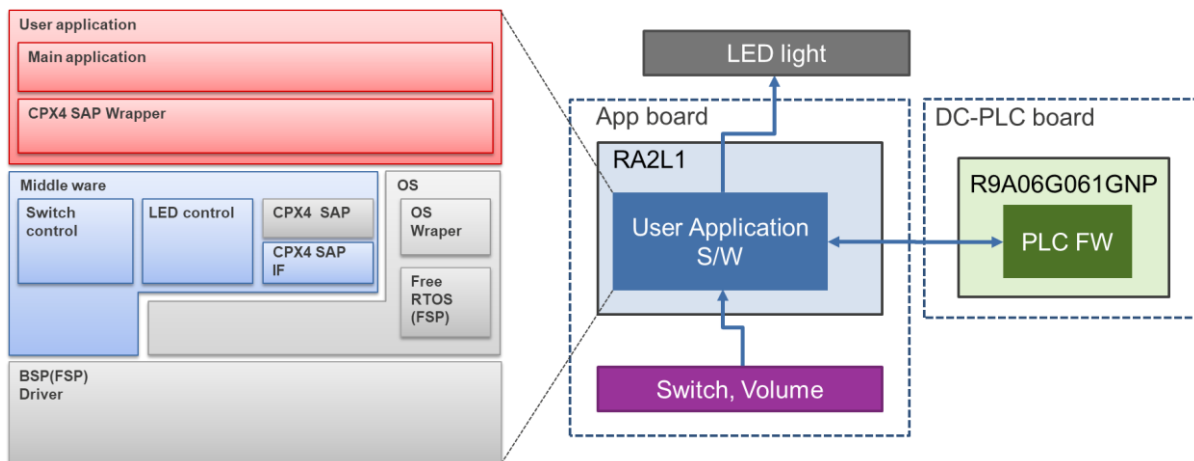 User application
Main application
CPX4 SAP Wrapper
Middle ware
Switch
control
LED control
CPX4  SAP
CPX4 SAP
IF
OS
OS
Wraper
Free
RTOS
(FSP)
BSP(FSP)
Driver
LED light
App board
RA2L1
User Application
S/W
Switch, Volume
DC-PLC board
R9A06G061GNP
PLC FW